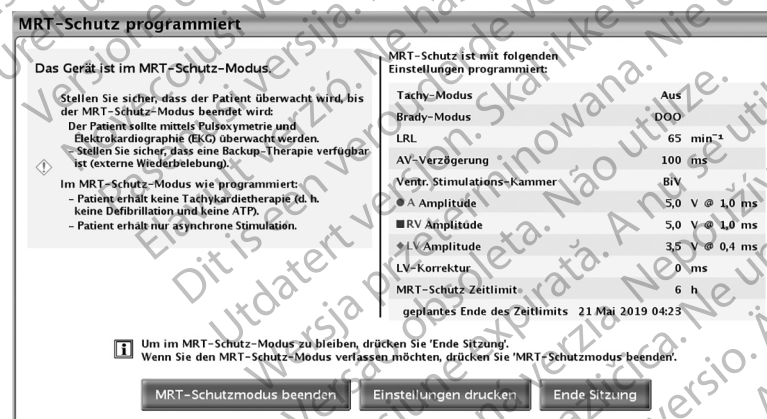 MRT-Schutz programmiert
Das Gerät ist im MRT-Schutz-Modus.
Stellen Sie sicher, dass der Patient überwacht wird, bis
der MRT-Schutz-Modus beendet wird:
Der Patient sollte mittels Pulsoxymetrie und
Elektrokardiographie (EKG) überwacht werden.
– Stellen Sie sicher, dass eine Backup-Therapie verfügbar
ist (externe Wiederbelebung).
Im MRT-Schutz-Modus wie programmiert:
– Patient erhält keine Tachykardietherapie (d. h.
keine Defibrillation und keine ATP).
– Patient erhält nur asynchrone Stimulation.
MRT-Schutz ist mit folgenden
Einstellungen programmiert:
Tachy-Modus Aus
Brady-Modus DOO
LRL 65 min⁻¹
AV-Verzögerung 100 ms
Ventr. Stimulations-Kammer BiV
A Amplitude 5,0 V @ 1,0 ms
RV Amplitude 5,0 V @ 1,0 ms
LV Amplitude 3,5 V @ 0,4 ms
LV-Korrektur 0 ms
MRT-Schutz Zeitlimit 6 h
geplantes Ende des Zeitlimits 21 Mai 2019 04:23
Um im MRT-Schutz-Modus zu bleiben, drücken Sie 'Ende Sitzung'.
Wenn Sie den MRT-Schutz-Modus verlassen möchten, drücken Sie 'MRT-Schutzmodus beenden'.
MRT-Schutzmodus beenden
Einstellungen drucken
Ende Sitzung